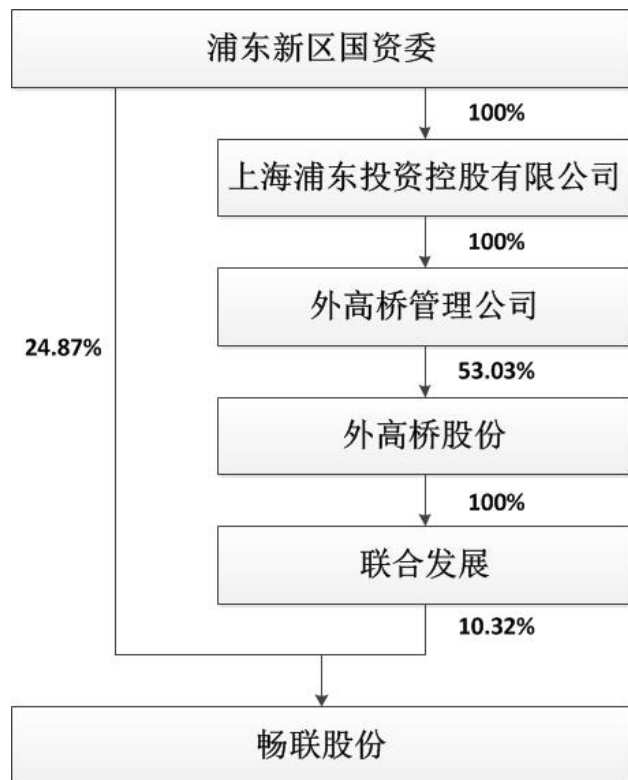 浦东新区国资委
100%
上海浦东投资控股有限公司
100%
外高桥管理公司
24.87%
53.03%
外高桥股份
100%
联合发展
10.32%
畅联股份